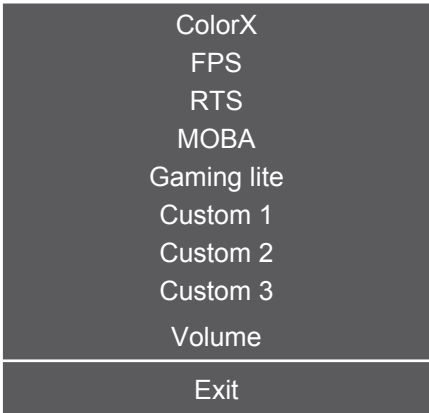 ColorX
FPS
RTS
MOBA
Gaming lite
Custom 1
Custom 2
Custom 3
Volume
Exit